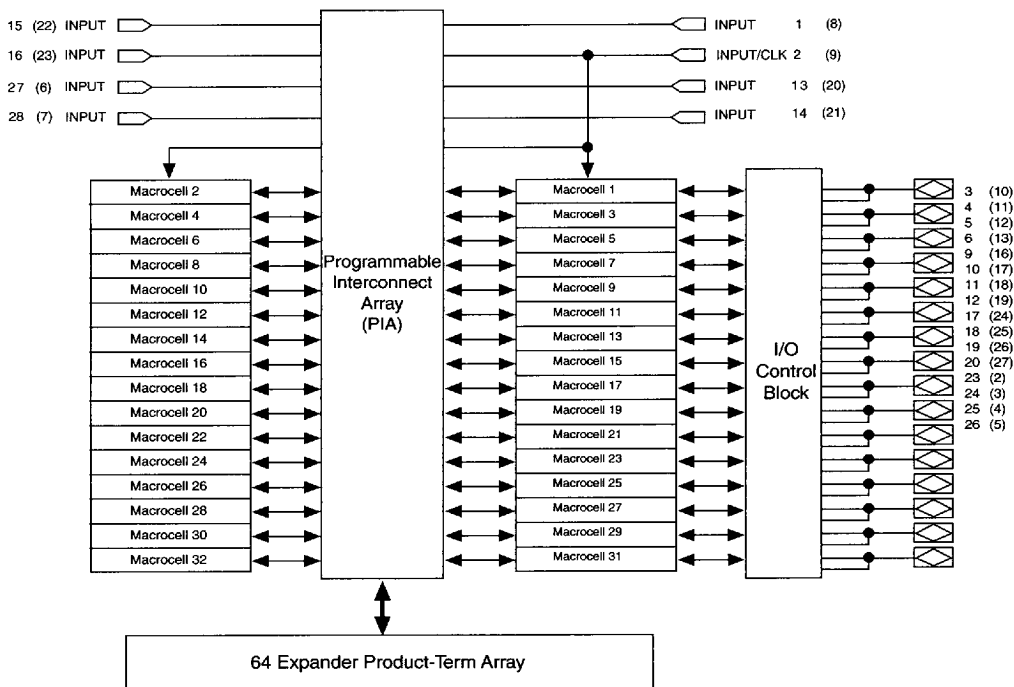 15 (22) INPUT
16 (23) INPUT
27 (6) INPUT
28 (7) INPUT
INPUT 1 (8)
INPUT/CLK 2 (9)
INPUT 13 (20)
INPUT 14 (21)
Macrocell 2
Macrocell 4
Macrocell 6
Macrocell 8
Macrocell 10
Macrocell 12
Macrocell 14
Macrocell 16
Macrocell 18
Macrocell 20
Macrocell 22
Macrocell 24
Macrocell 26
Macrocell 28
Macrocell 30
Macrocell 32
Programmable
Interconnect
Array
(PIA)
Macrocell 1
Macrocell 3
Macrocell 5
Macrocell 7
Macrocell 9
Macrocell 11
Macrocell 13
Macrocell 15
Macrocell 17
Macrocell 19
Macrocell 21
Macrocell 23
Macrocell 25
Macrocell 27
Macrocell 29
Macrocell 31
I/O
Control
Block
3 (10)
4 (11)
5 (12)
6 (13)
9 (16)
10 (17)
11 (18)
12 (19)
17 (24)
18 (25)
19 (26)
20 (27)
23 (2)
24 (3)
25 (4)
26 (5)
64 Expander Product-Term Array